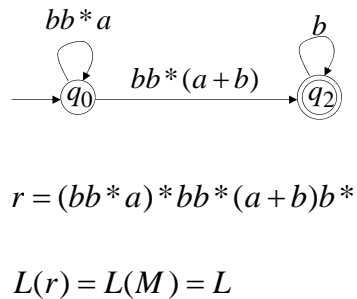 bb*a
b
bb*(a+b)
q0 q2
r = (bb*a)*bb*(a+b)b*
L(r) = L(M) = L